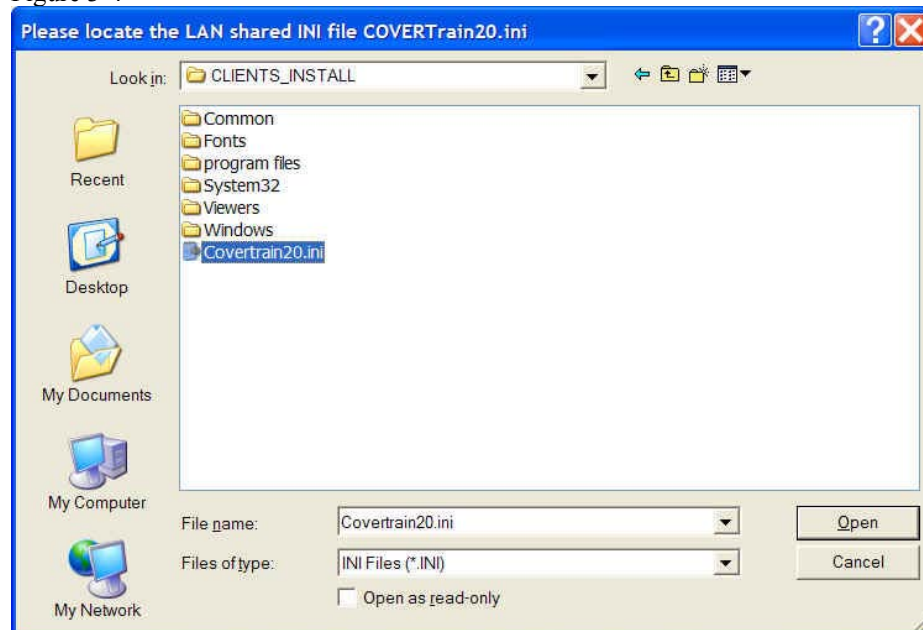 Please locate the LAN shared INI file COVERTrain20.ini
Look in: CLIENTS_INSTALL
Common
Fonts
program files
System32
Viewers
Windows
Covertrain20.ini
Recent
Desktop
My Documents
My Computer
My Network
File name: Covertrain20.ini Open
Files of type: INI Files (*.INI) Cancel
Open as read-only